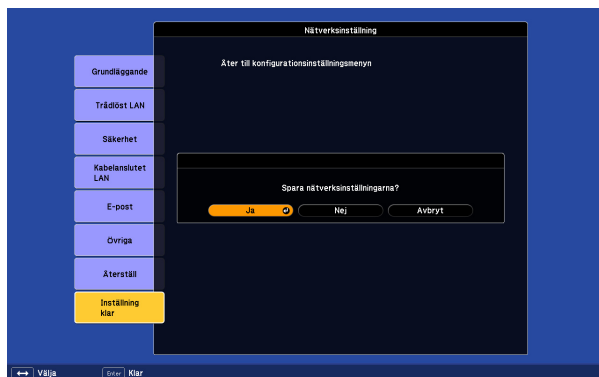 Nätverksinställning
Åter till konfigurationsinställningsmenyn
Grundläggande
Trådlöst LAN
Säkerhet
Kabelanslutet
LAN
E-post
Övriga
Återställ
Inställning
klar
Spara nätverksinställningarna?
Ja Nej Avbryt
Välja Enter Klar